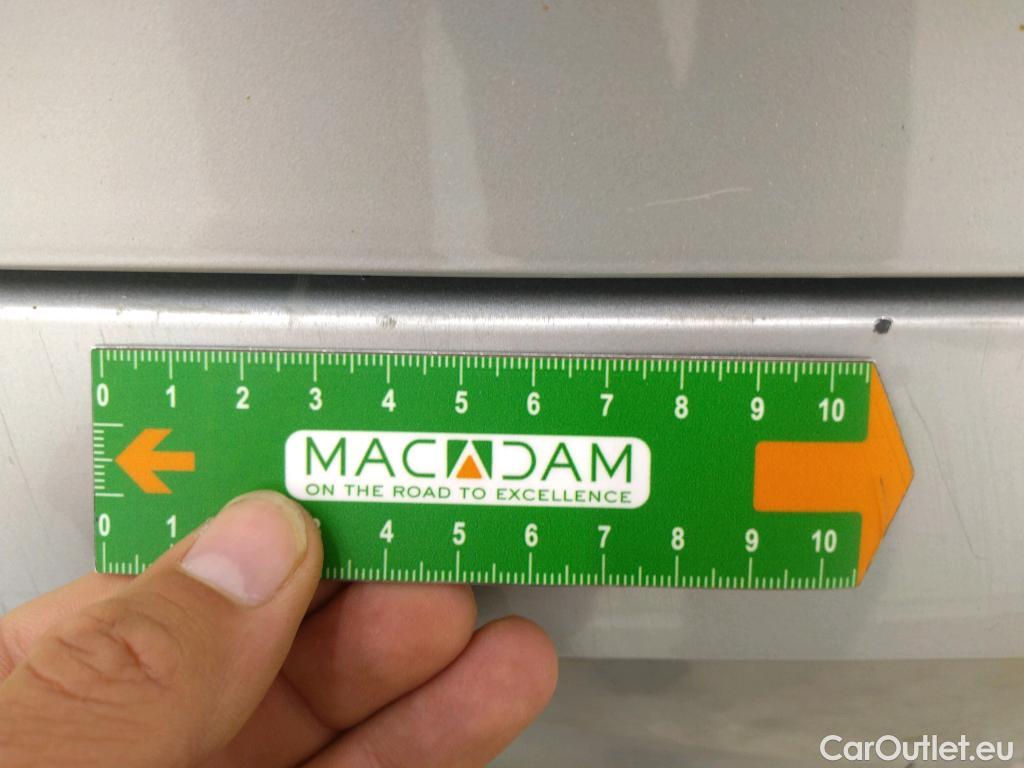 0 1 2 3 4 5 6 7 8 9 10
MACADAM
ON THE ROAD TO EXCELLENCE
0 1 3 4 5 6 7 8 9 10
CarOutlet.eu